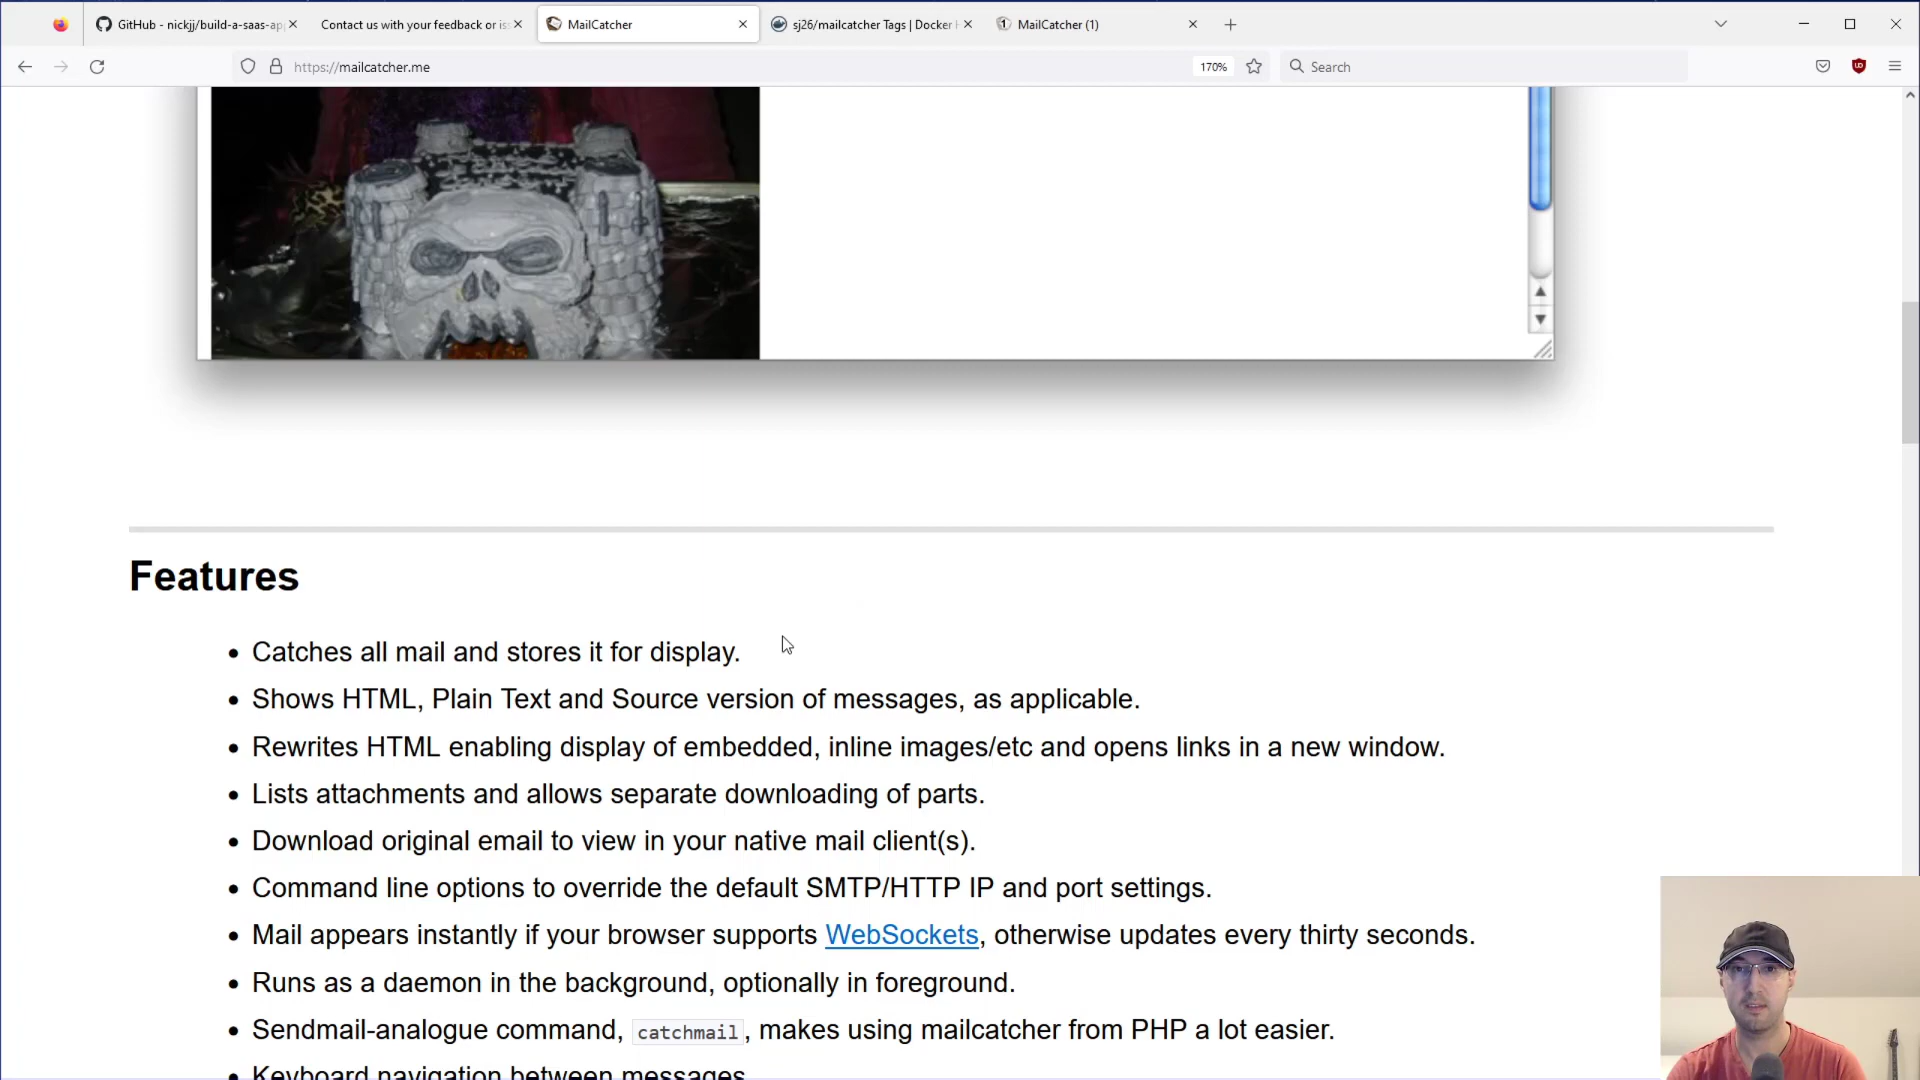 GitHub - nickjj/build-a-saas-ap
Contact us with your feedback or is
MailCatcher
sj26/mailcatcher Tags | Docker
MailCatcher (1)
https://mailcatcher.me
170%
Search
Features
Catches all mail and stores it for display.
Shows HTML, Plain Text and Source version of messages, as applicable.
Rewrites HTML enabling display of embedded, inline images/etc and opens links in a new window.
Lists attachments and allows separate downloading of parts.
Download original email to view in your native mail client(s).
Command line options to override the default SMTP/HTTP IP and port settings.
Mail appears instantly if your browser supports WebSockets, otherwise updates every thirty seconds.
Runs as a daemon in the background, optionally in foreground.
Sendmail-analogue command, catchmail, makes using mailcatcher from PHP a lot easier.
Keyboard navigation between messages